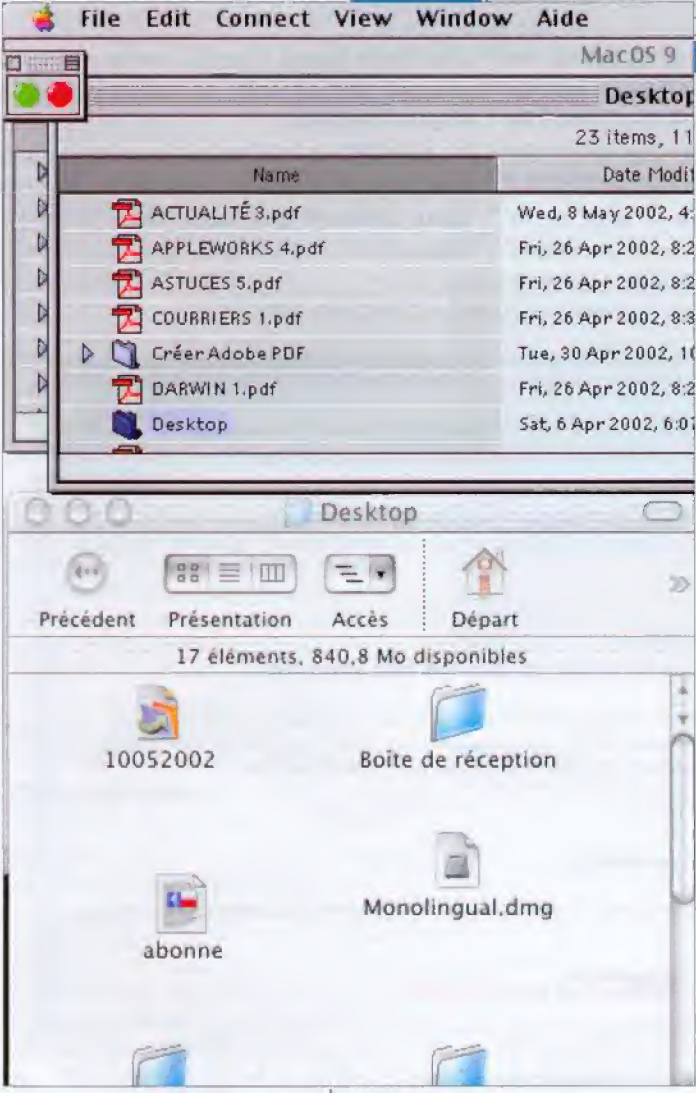 File Edit Connect View Window Aide
MacOS 9
Desktop
23 items, 11
Name Date Modif
ACTUALITÉ 3.pdf Wed, 8 May 2002, 4:
APPLEWORKS 4.pdf Fri, 26 Apr 2002, 8:2
ASTUCES 5.pdf Fri, 26 Apr 2002, 8:2
COURRIERS 1.pdf Fri, 26 Apr 2002, 8:3
Créer Adobe PDF Tue, 30 Apr 2002, 10
DARWIN 1.pdf Fri, 26 Apr 2002, 8:2
Desktop Sat, 6 Apr 2002, 6:07
Desktop
Précédent Présentation Accès Départ
17 éléments, 840,8 Mo disponibles
10052002 Boîte de réception
Monolingual.dmg
abonne